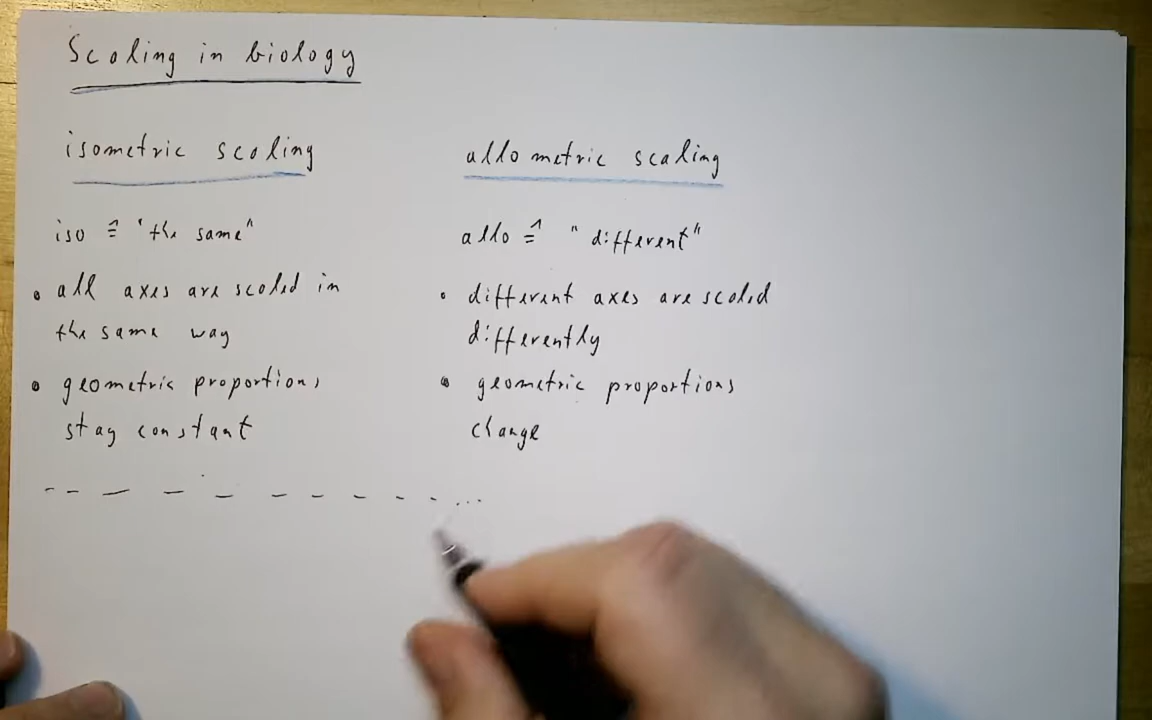 Scaling in biology
isometric scaling
iso ≙ "the same"
• all axes are scaled in
the same way
• geometric proportions
stay constant
allometric scaling
allo ≙ "different"
• different axes are scaled
differently
• geometric proportions
change